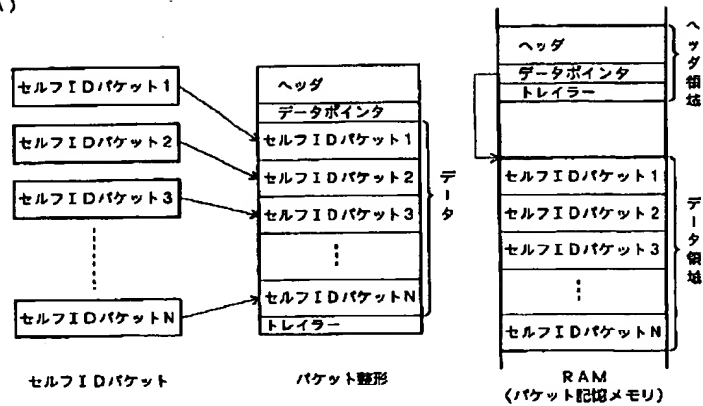 A)
セルフIDパケット1
セルフIDパケット2
セルフIDパケット3
セルフIDパケットN
セルフIDパケット
ヘッダ
データポインタ
セルフIDパケット1
セルフIDパケット2
セルフIDパケット3
セルフIDパケットN
トレイラー
データ
パケット整形
ヘッダ
データポインタ
トレイラー
ヘッダ領域
セルフIDパケット1
セルフIDパケット2
セルフIDパケット3
セルフIDパケットN
データ領域
RAM
(パケット記憶メモリ)